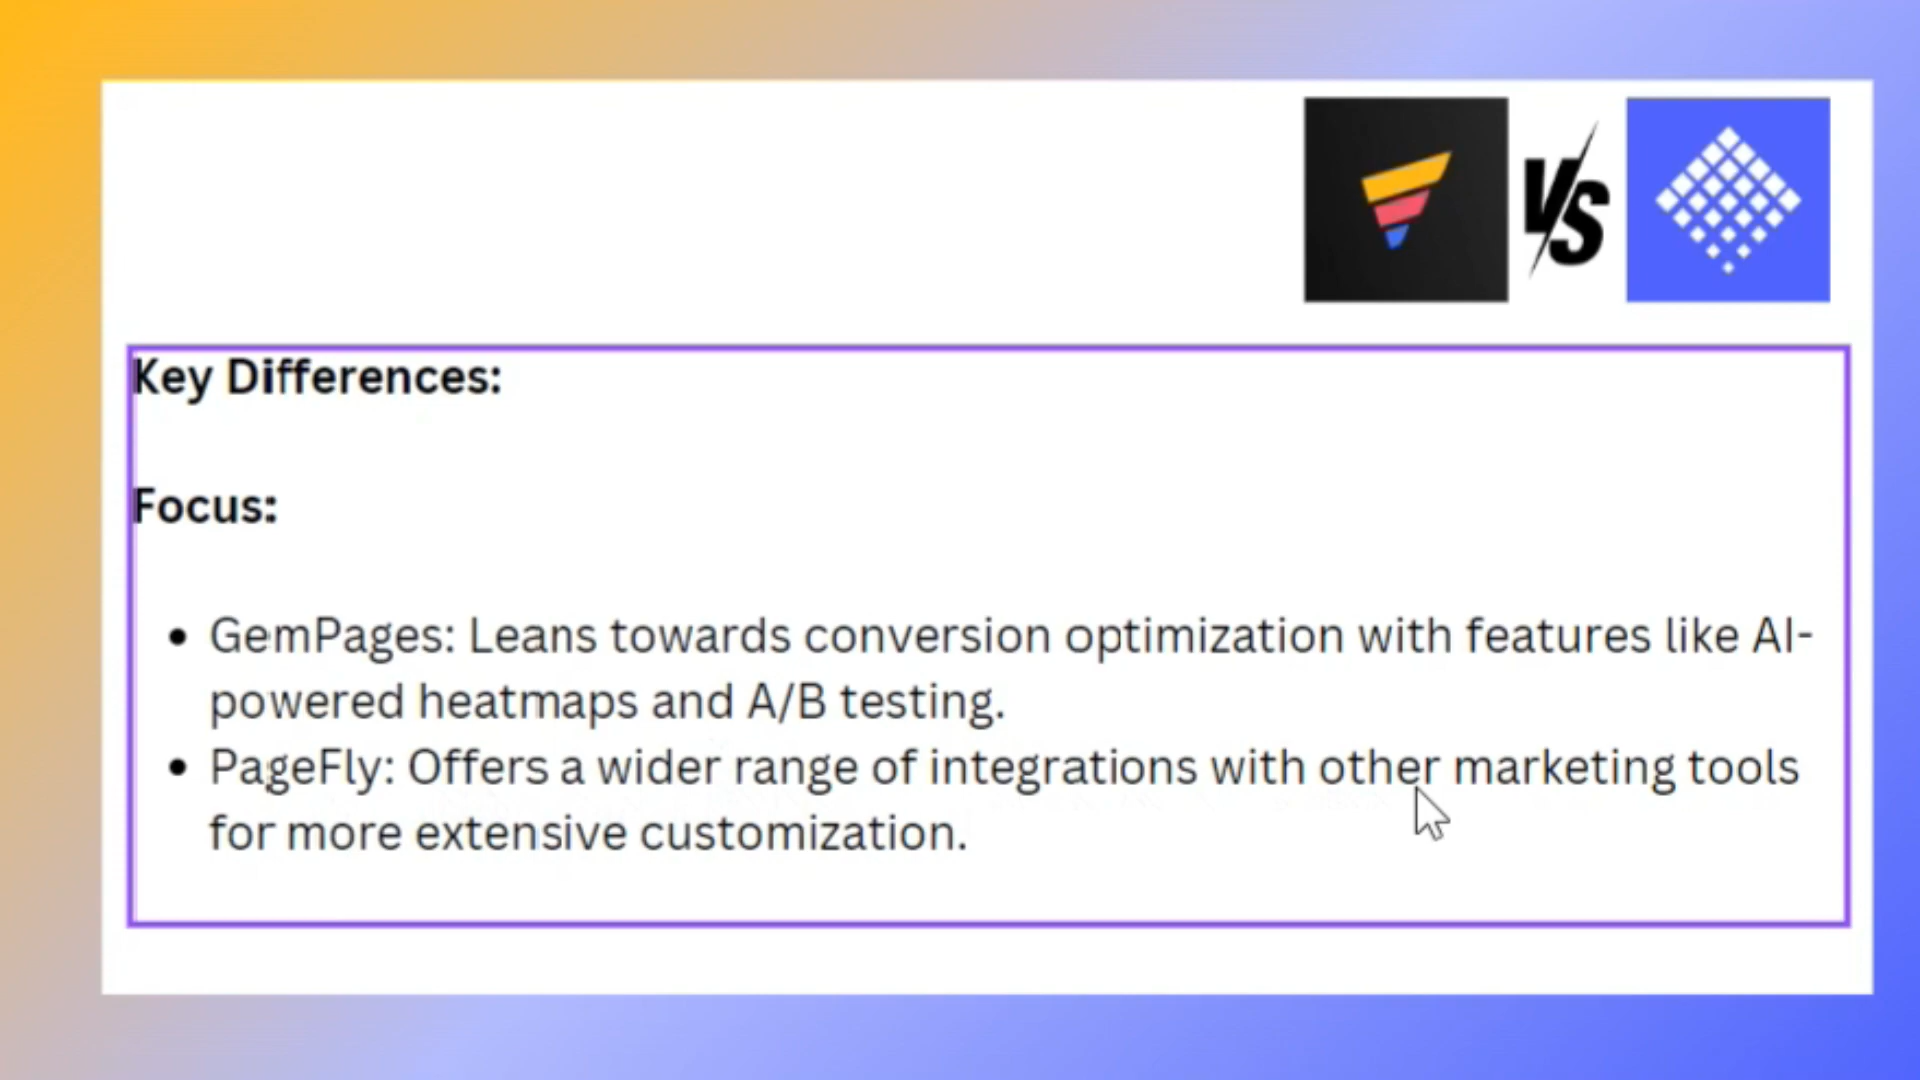 VS
Key Differences:
Focus:
• GemPages: Leans towards conversion optimization with features like AI-
powered heatmaps and A/B testing.
• PageFly: Offers a wider range of integrations with other marketing tools
for more extensive customization.